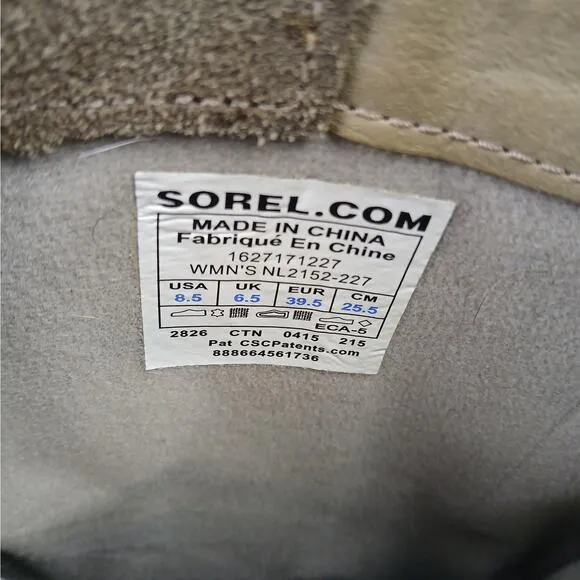 SOREL.COM
MADE IN CHINA
Fabriqué En Chine
1627171227
WMN'S NL2152-227
USA UK EUR CM
8.5 6.5 39.5 25.5
ECA-5
2826 CTN 0415 215
Pat CSCPatents.com
888664561736